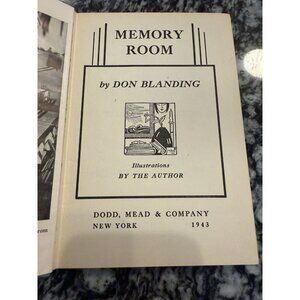 MEMORY
ROOM
by DON BLANDING
Illustrations
BY THE AUTHOR
DODD, MEAD & COMPANY
NEW YORK 1943